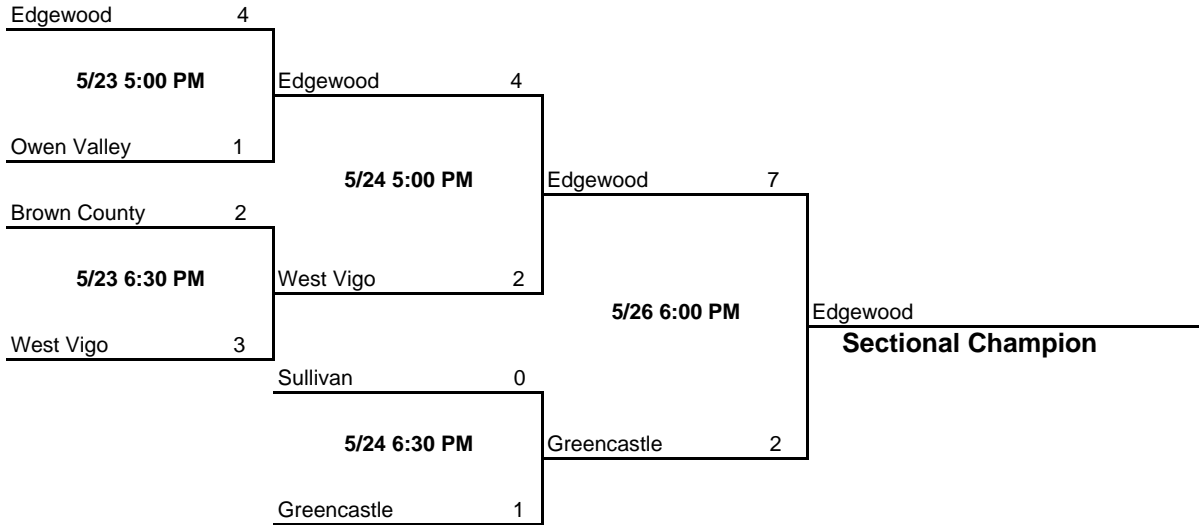 Edgewood 4
5/23 5:00 PM
Edgewood 4
Owen Valley 1
5/24 5:00 PM
Edgewood 7
Brown County 2
5/23 6:30 PM
West Vigo 2
5/26 6:00 PM
Edgewood
West Vigo 3
Sectional Champion
Sullivan 0
5/24 6:30 PM
Greencastle 2
Greencastle 1